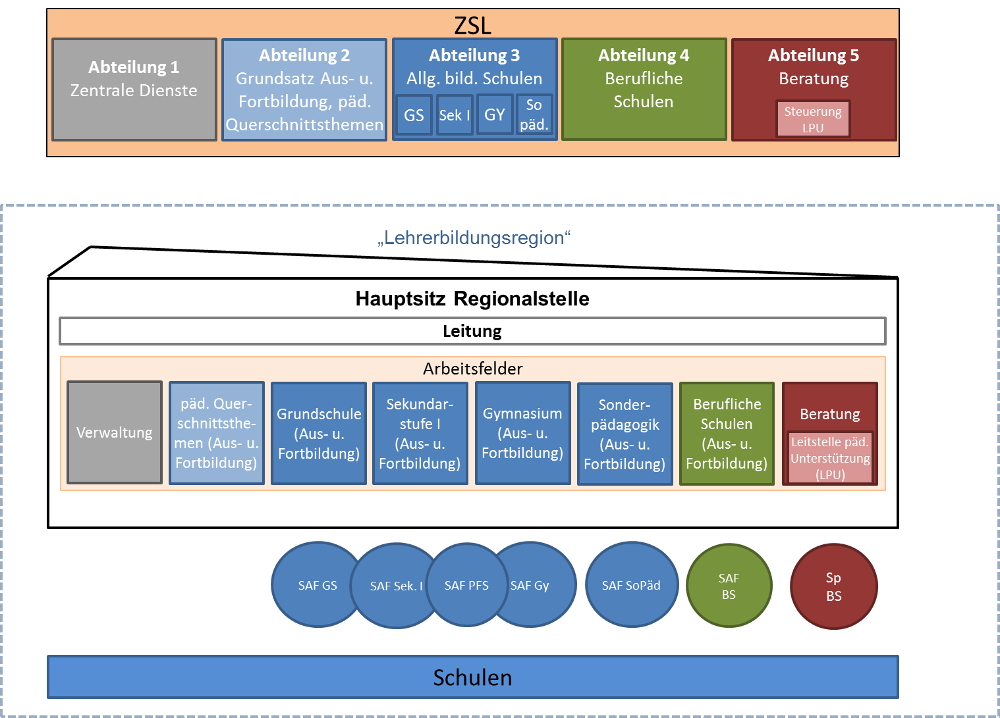 ZSL
Abteilung 1
Zentrale Dienste
Abteilung 2
Grundsatz Aus- u.
Fortbildung, päd.
Querschnittsthemen
Abteilung 3
Allg. bild. Schulen
GS
Sek I
GY
So
päd.
Abteilung 4
Berufliche
Schulen
Abteilung 5
Beratung
Steuerung
LPU
„Lehrerbildungsregion“
Hauptsitz Regionalstelle
Leitung
Arbeitsfelder
Verwaltung
päd. Quer-
schnittsthe-
men (Aus- u.
Fortbildung)
Grundschule
(Aus- u.
Fortbildung)
Sekundar-
stufe I
(Aus- u.
Fortbildung)
Gymnasium
(Aus- u.
Fortbildung)
Sonder-
pädagogik
(Aus- u.
Fortbildung)
Berufliche
Schulen
(Aus- u.
Fortbildung)
Beratung
Leitstelle päd.
Unterstützung
(LPU)
SAF GS
SAF Sek. I
SAF PFS
SAF Gy
SAF SoPäd
SAF
BS
Sp
BS
Schulen